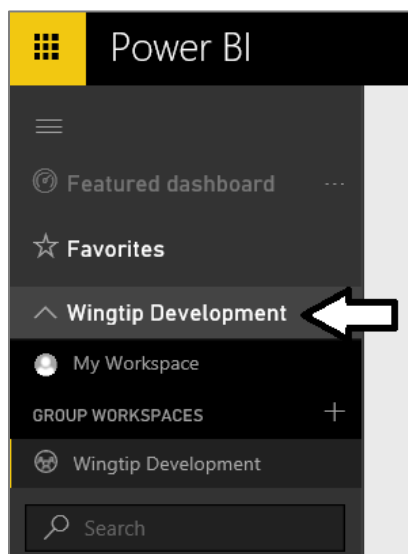 Power BI
Featured dashboard ...
Favorites
Wingtip Development
My Workspace
GROUP WORKSPACES +
Wingtip Development
Search